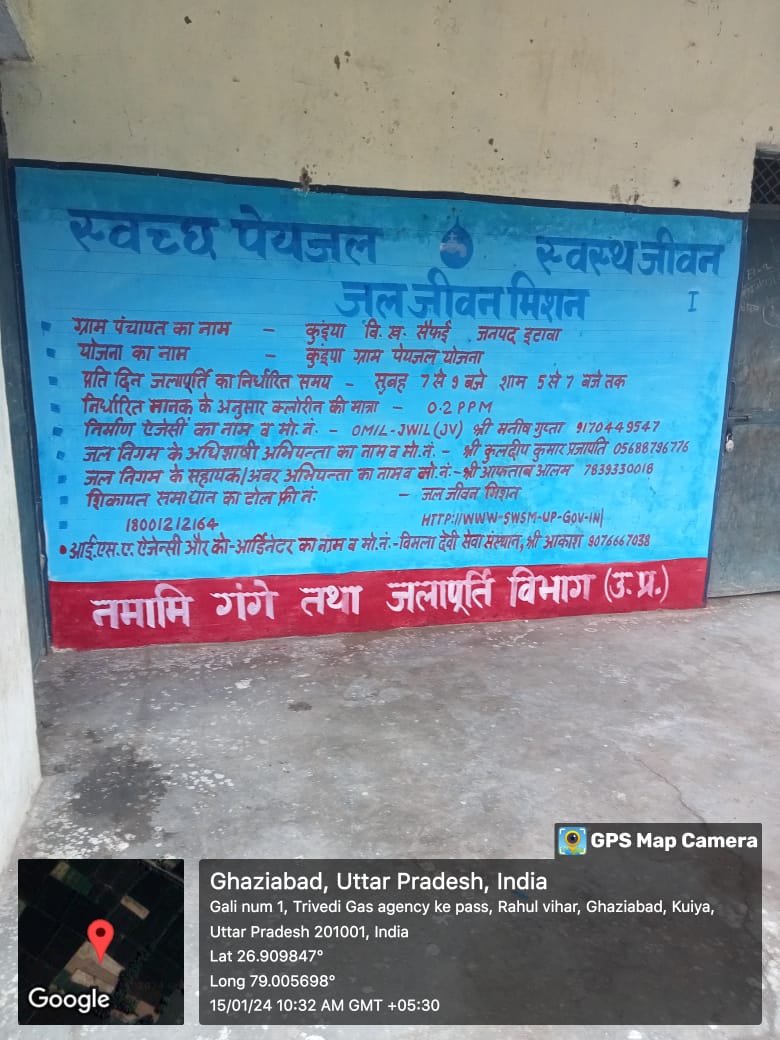 स्वच्छ पेयजल स्वस्थ जीवन
जल जीवन मिशन I
ग्राम पंचायत का नाम - कुंइया वि. ख. सैफई जनपद इटावा
योजना का नाम - कुंइया ग्राम पेयजल योजना
प्रति दिन जलापूर्ति का निर्धारित समय - सुबह 7 से 9 बजे शाम 5 से 7 बजे तक
निर्धारित मानक के अनुसार क्लोरीन की मात्रा - 0.2 PPM
निर्माण ऐजेंसी का नाम व मो.नं. - OMIL-JWIL (JV) श्री मनीष गुप्ता 9170449547
जल निगम के अधिशाषी अभियन्ता का नाम व मो.नं. - श्री कुलदीप कुमार प्रजापति 05688796776
जल निगम के सहायक/अवर अभियन्ता का नाम व मो.नं.- श्री आफताब आलम 7839330018
शिकायत समाधान का टोल फ्री नं. - जल जीवन मिशन
18001212164 HTTP://WWW-SWSM-UP-GOV-IN|
आई.एस.ए. ऐजेन्सी और को-आर्डिनेटर का नाम व मो.नं.- विमला देवी सेवा संस्थान, श्री आकाश 9076667038
नमामि गंगे तथा जलापूर्ति विभाग (उ.प्र.)
GPS Map Camera
Ghaziabad, Uttar Pradesh, India
Gali num 1, Trivedi Gas agency ke pass, Rahul vihar, Ghaziabad, Kuiya,
Uttar Pradesh 201001, India
Lat 26.909847°
Long 79.005698°
15/01/24 10:32 AM GMT +05:30
Google